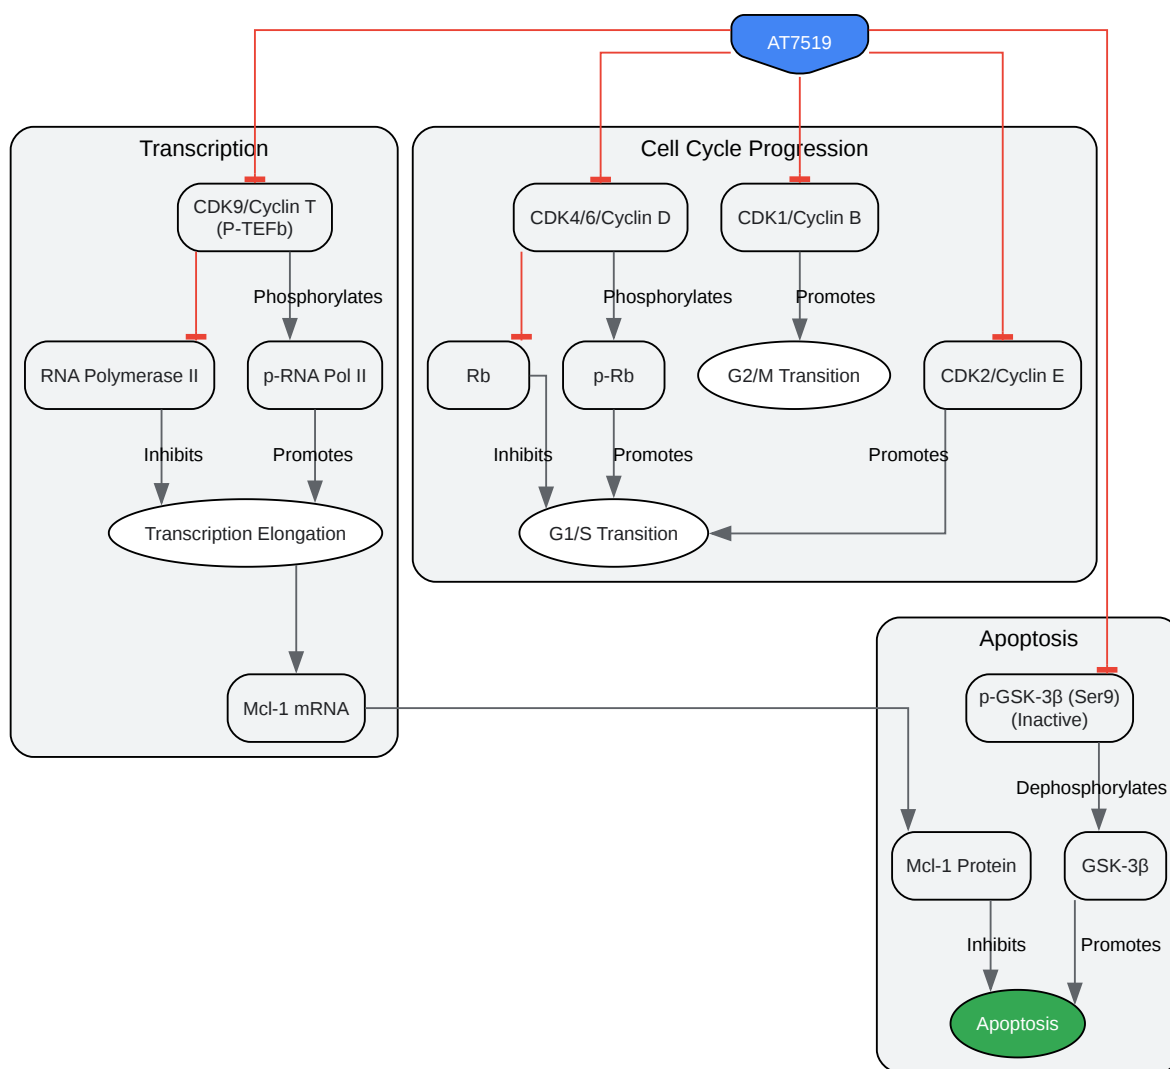 AT7519
Transcription
Cell Cycle Progression
CDK9/Cyclin T
(P-TEFb)
CDK4/6/Cyclin D
CDK1/Cyclin B
Phosphorylates
Phosphorylates
Promotes
RNA Polymerase II
p-RNA Pol II
Rb
p-Rb
G2/M Transition
CDK2/Cyclin E
Inhibits
Promotes
Inhibits
Promotes
Promotes
Transcription Elongation
G1/S Transition
Apoptosis
Mcl-1 mRNA
p-GSK-3β (Ser9)
(Inactive)
Dephosphorylates
Mcl-1 Protein
GSK-3β
Inhibits
Promotes
Apoptosis